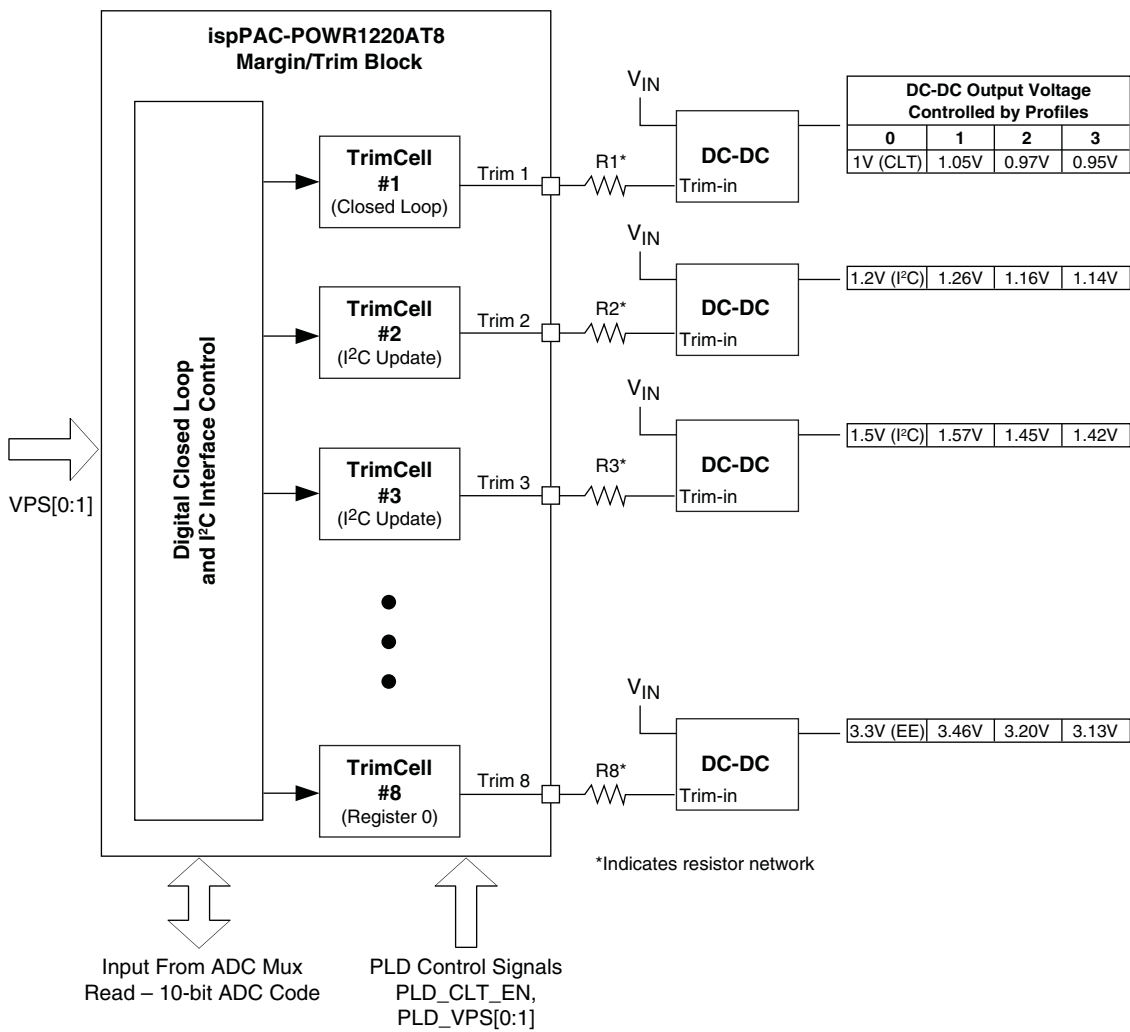 ispPAC-POWR1220AT8
Margin/Trim Block
Digital Closed Loop
and I²C Interface Control
VPS[0:1]
TrimCell
#1
(Closed Loop)
Trim 1
R1*
VIN
DC-DC
Trim-in
DC-DC Output Voltage
Controlled by Profiles
0 1 2 3
1V (CLT) 1.05V 0.97V 0.95V
TrimCell
#2
(I²C Update)
Trim 2
R2*
VIN
DC-DC
Trim-in
1.2V (I²C) 1.26V 1.16V 1.14V
TrimCell
#3
(I²C Update)
Trim 3
R3*
VIN
DC-DC
Trim-in
1.5V (I²C) 1.57V 1.45V 1.42V
TrimCell
#8
(Register 0)
Trim 8
R8*
VIN
DC-DC
Trim-in
3.3V (EE) 3.46V 3.20V 3.13V
*Indicates resistor network
Input From ADC Mux
Read – 10-bit ADC Code
PLD Control Signals
PLD_CLT_EN,
PLD_VPS[0:1]